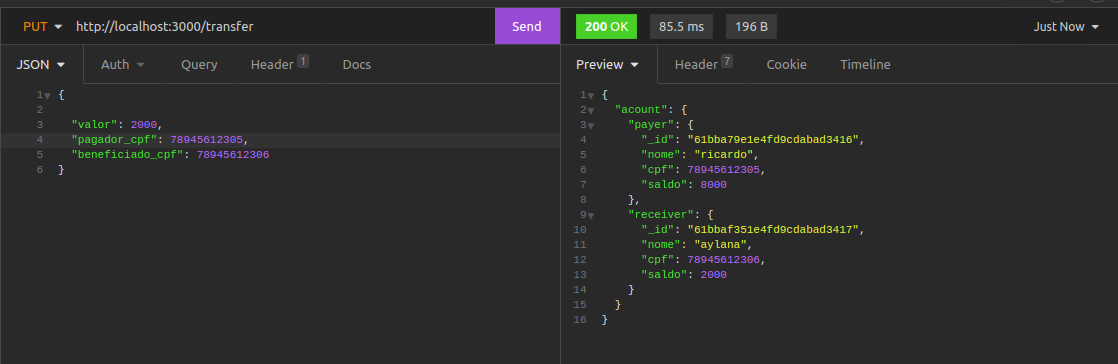 PUT http://localhost:3000/transfer Send
JSON Auth Query Header 1 Docs
1 {
2
3 "valor": 2000,
4 "pagador_cpf": 78945612305,
5 "beneficiado_cpf": 78945612306
6 }
200 OK 85.5 ms 196 B Just Now
Preview Header 7 Cookie Timeline
1 {
2 "acount": {
3 "payer": {
4 "_id": "61bba79e1e4fd9cdabad3416",
5 "nome": "ricardo",
6 "cpf": 78945612305,
7 "saldo": 8000
8 },
9 "receiver": {
10 "_id": "61bbaf351e4fd9cdabad3417",
11 "nome": "aylana",
12 "cpf": 78945612306,
13 "saldo": 2000
14 }
15 }
16 }